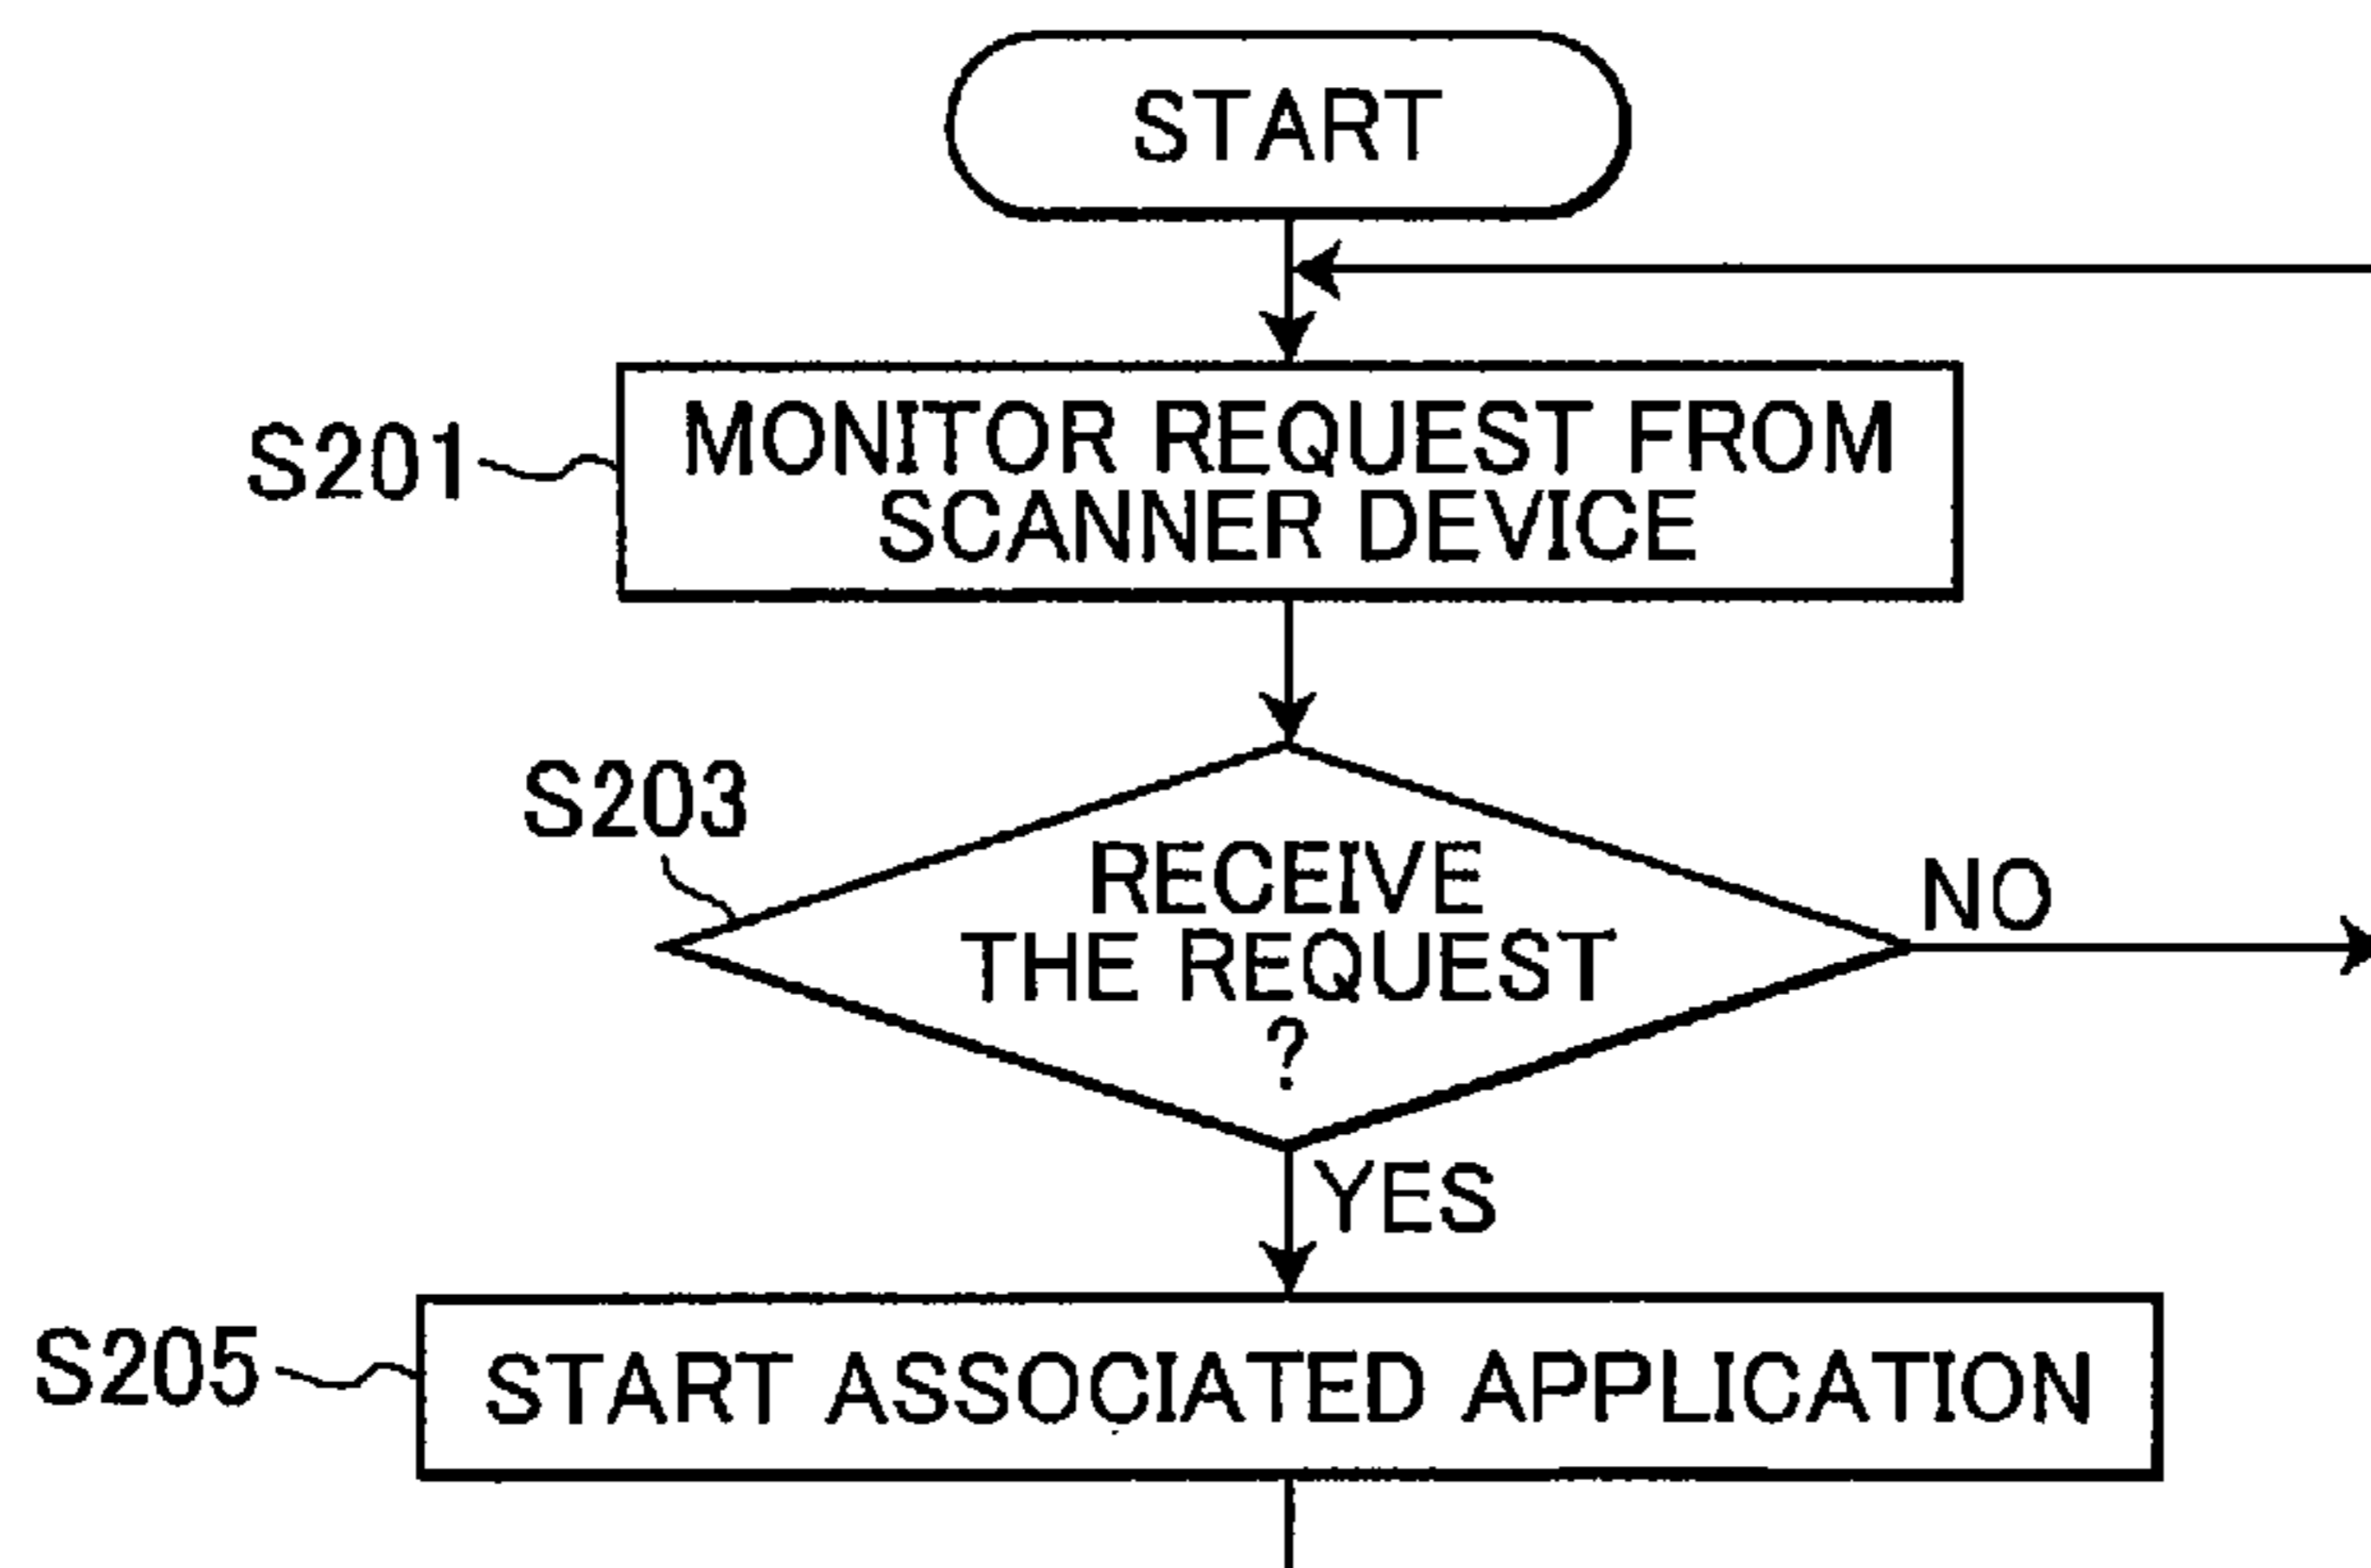 START
S201
MONITOR REQUEST FROM
SCANNER DEVICE
S203
RECEIVE
THE REQUEST
?
NO
YES
S205
START ASSOCIATED APPLICATION